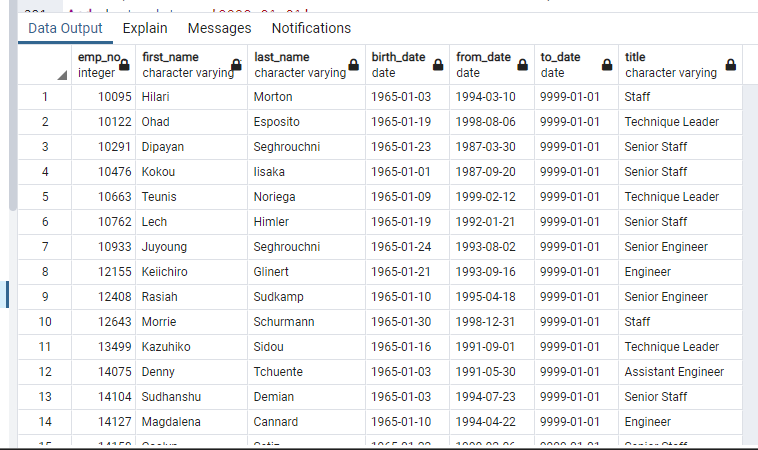 Data Output Explain Messages Notifications
emp_no first_name last_name birth_date from_date to_date title
integer character varying character varying date date date character varying
1 10095 Hilari Morton 1965-01-03 1994-03-10 9999-01-01 Staff
2 10122 Ohad Esposito 1965-01-19 1998-08-06 9999-01-01 Technique Leader
3 10291 Dipayan Seghrouchni 1965-01-23 1987-03-30 9999-01-01 Senior Staff
4 10476 Kokou Iisaka 1965-01-01 1987-09-20 9999-01-01 Senior Staff
5 10663 Teunis Noriega 1965-01-09 1999-02-12 9999-01-01 Technique Leader
6 10762 Lech Himler 1965-01-19 1992-01-21 9999-01-01 Senior Staff
7 10933 Juyoung Seghrouchni 1965-01-24 1993-08-02 9999-01-01 Senior Engineer
8 12155 Keiichiro Glinert 1965-01-21 1993-09-16 9999-01-01 Engineer
9 12408 Rasiah Sudkamp 1965-01-10 1995-04-18 9999-01-01 Senior Engineer
10 12643 Morrie Schurmann 1965-01-30 1998-12-31 9999-01-01 Staff
11 13499 Kazuhiko Sidou 1965-01-16 1991-09-01 9999-01-01 Technique Leader
12 14075 Denny Tchuente 1965-01-03 1991-05-30 9999-01-01 Assistant Engineer
13 14104 Sudhanshu Demian 1965-01-03 1994-07-23 9999-01-01 Senior Staff
14 14127 Magdalena Cannard 1965-01-10 1994-04-22 9999-01-01 Engineer